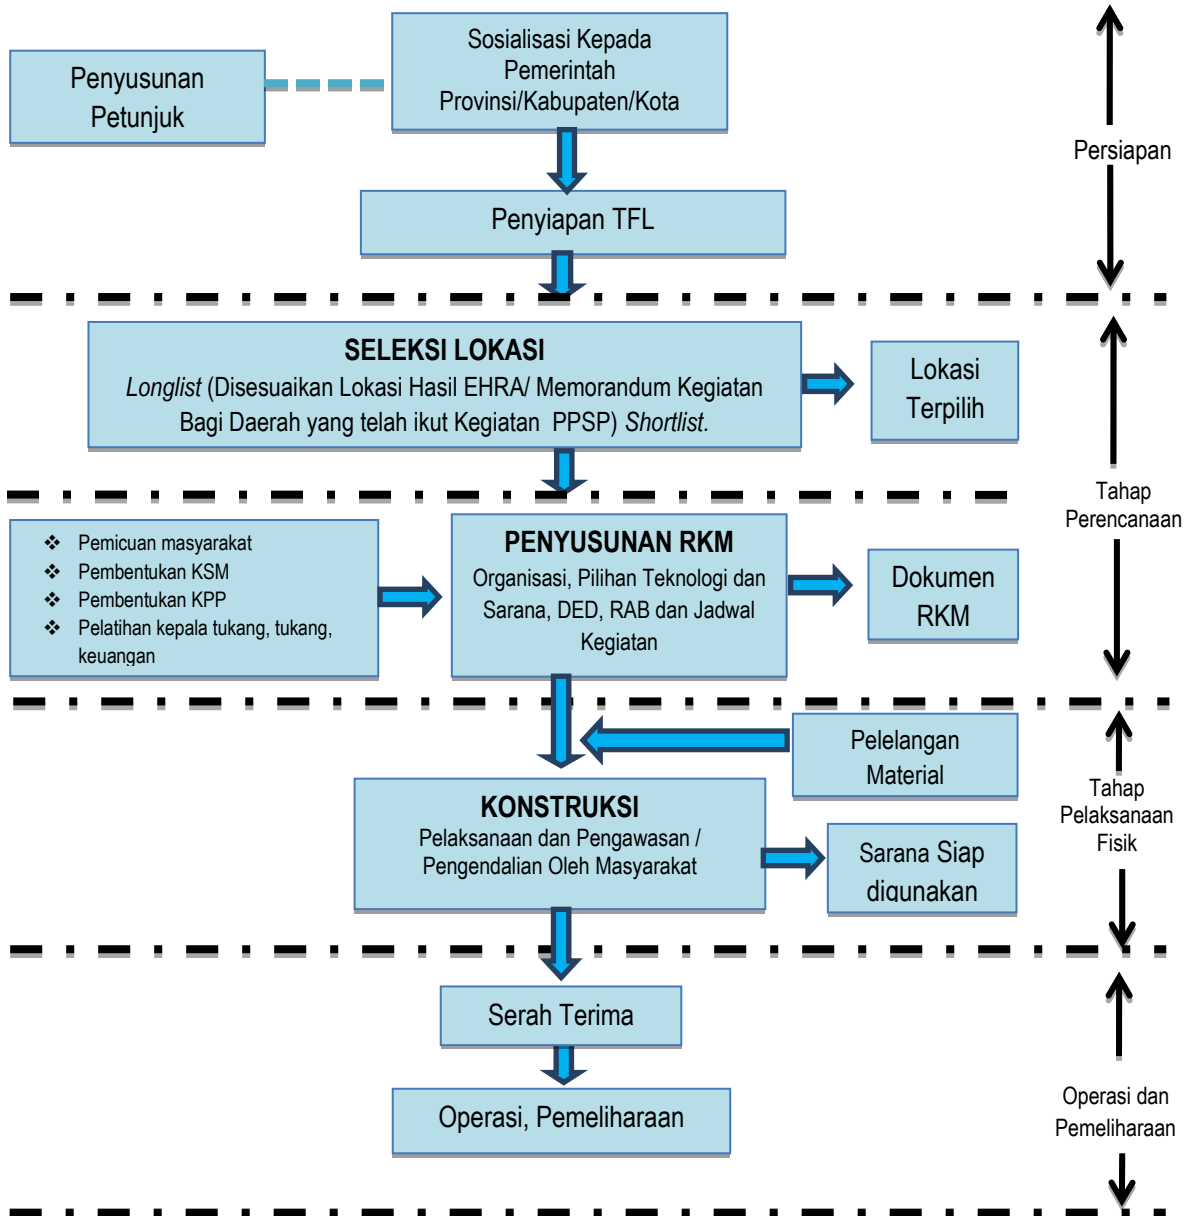 Penyusunan
Petunjuk
Sosialisasi Kepada
Pemerintah
Provinsi/Kabupaten/Kota
Persiapan
Penyiapan TFL
SELEKSI LOKASI
Longlist (Disesuaikan Lokasi Hasil EHRA/ Memorandum Kegiatan
Bagi Daerah yang telah ikut Kegiatan PPSP) Shortlist.
Lokasi
Terpilih
Tahap
Perencanaan
❖ Pemicuan masyarakat
❖ Pembentukan KSM
❖ Pembentukan KPP
❖ Pelatihan kepala tukang, tukang,
keuangan
PENYUSUNAN RKM
Organisasi, Pilihan Teknologi dan
Sarana, DED, RAB dan Jadwal
Kegiatan
Dokumen
RKM
Pelelangan
Material
KONSTRUKSI
Pelaksanaan dan Pengawasan /
Pengendalian Oleh Masyarakat
Sarana Siap
digunakan
Tahap
Pelaksanaan
Fisik
Serah Terima
Operasi, Pemeliharaan
Operasi dan
Pemeliharaan